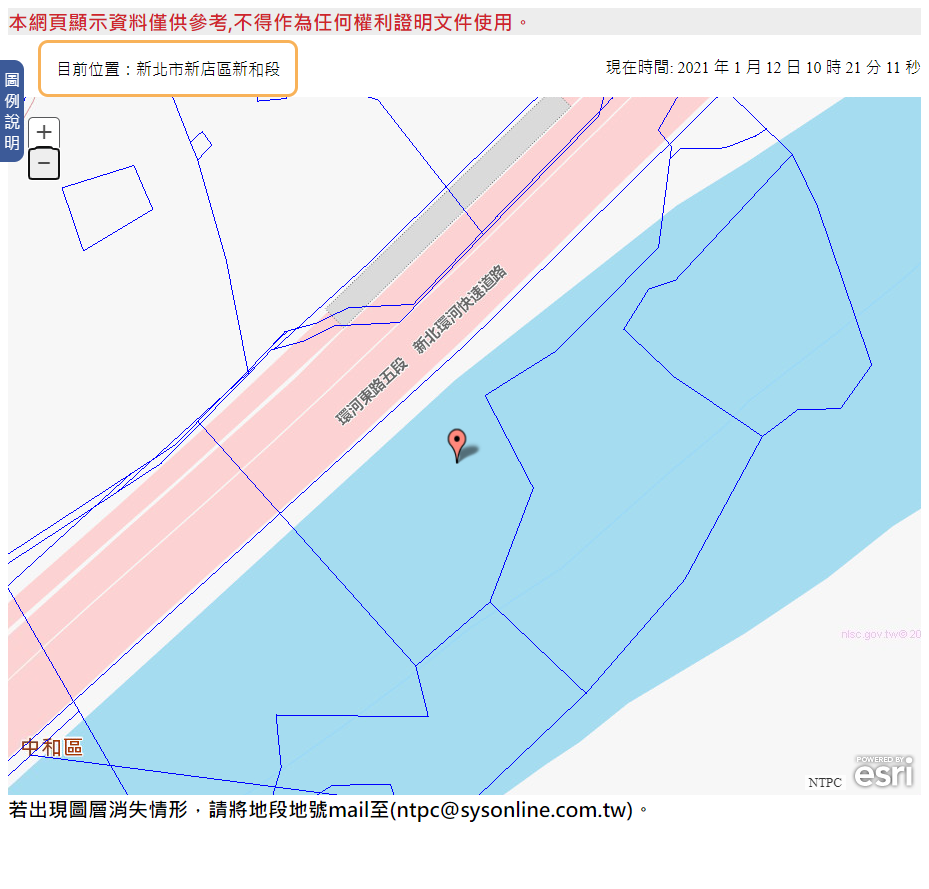 本網頁顯示資料僅供參考,不得作為任何權利證明文件使用。
目前位置：新北市新店區新和段
現在時間: 2021 年 1 月 12 日 10 時 21 分 11 秒
圖例說明
+
−
環河東路五段 新北環河快速道路
nlsc.gov.tw© 20
中和區
POWERED BY
esri
NTPC
若出現圖層消失情形，請將地段地號mail至(ntpc@sysonline.com.tw)。